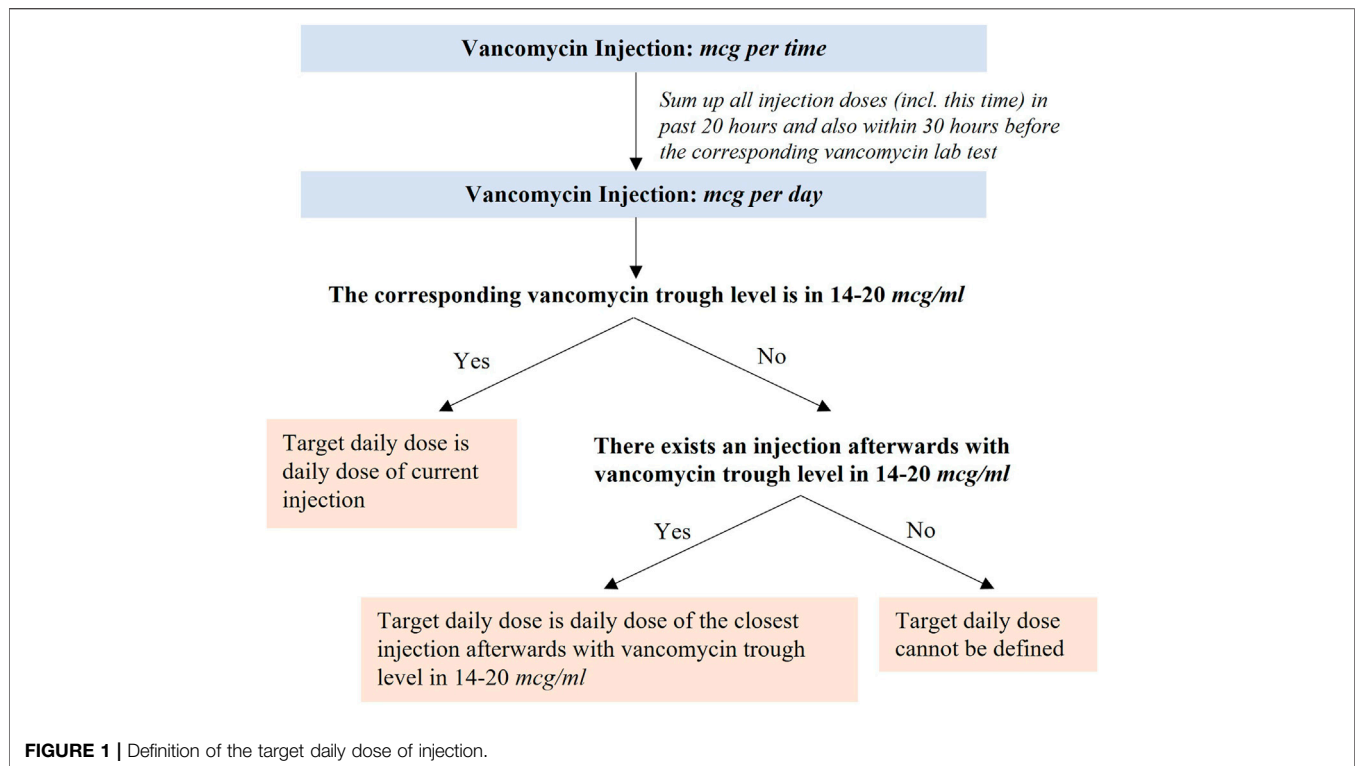 Vancomycin Injection: mcg per time
Sum up all injection doses (incl. this time) in
past 20 hours and also within 30 hours before
the corresponding vancomycin lab test
Vancomycin Injection: mcg per day
The corresponding vancomycin trough level is in 14-20 mcg/ml
Yes
No
Target daily dose is
daily dose of current
injection
There exists an injection afterwards with
vancomycin trough level in 14-20 mcg/ml
Yes
No
Target daily dose is daily dose of the closest
injection afterwards with vancomycin trough
level in 14-20 mcg/ml
Target daily dose
cannot be defined
FIGURE 1 | Definition of the target daily dose of injection.